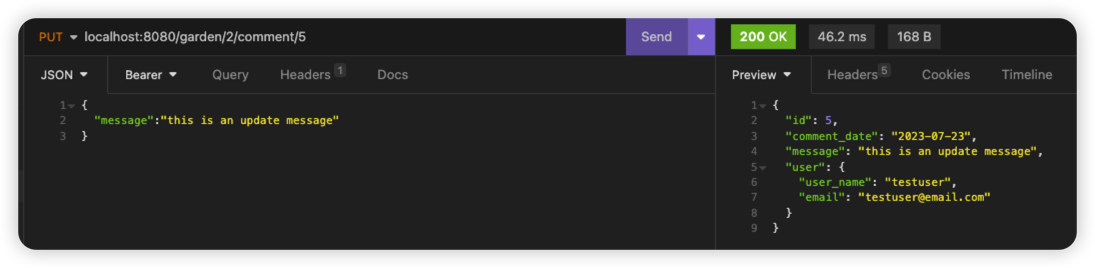 PUT localhost:8080/garden/2/comment/5 Send 200 OK 46.2 ms 168 B
JSON Bearer Query Headers 1 Docs
1 {
2 "message":"this is an update message"
3 }
Preview Headers 5 Cookies Timeline
1 {
2 "id": 5,
3 "comment_date": "2023-07-23",
4 "message": "this is an update message",
5 "user": {
6 "user_name": "testuser",
7 "email": "testuser@email.com"
8 }
9 }